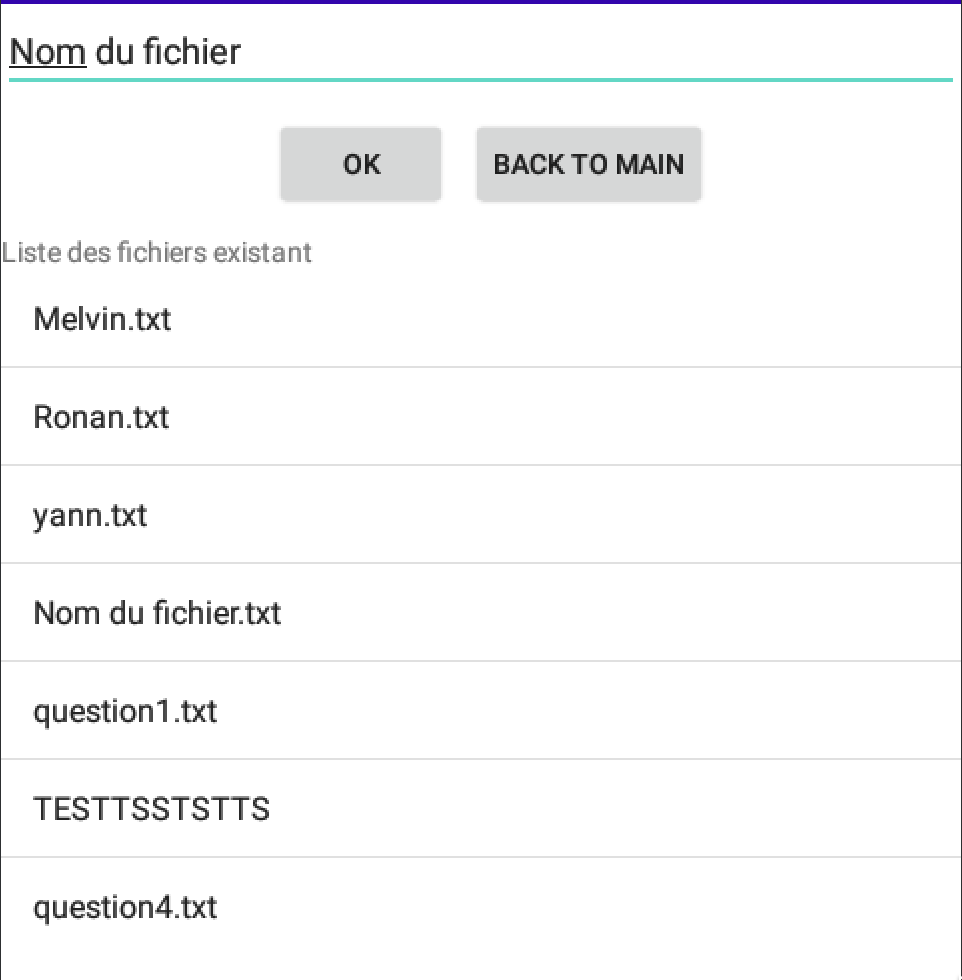 Nom du fichier
OK
BACK TO MAIN
Liste des fichiers existant
Melvin.txt
Ronan.txt
yann.txt
Nom du fichier.txt
question1.txt
TESTTSSTSTTS
question4.txt